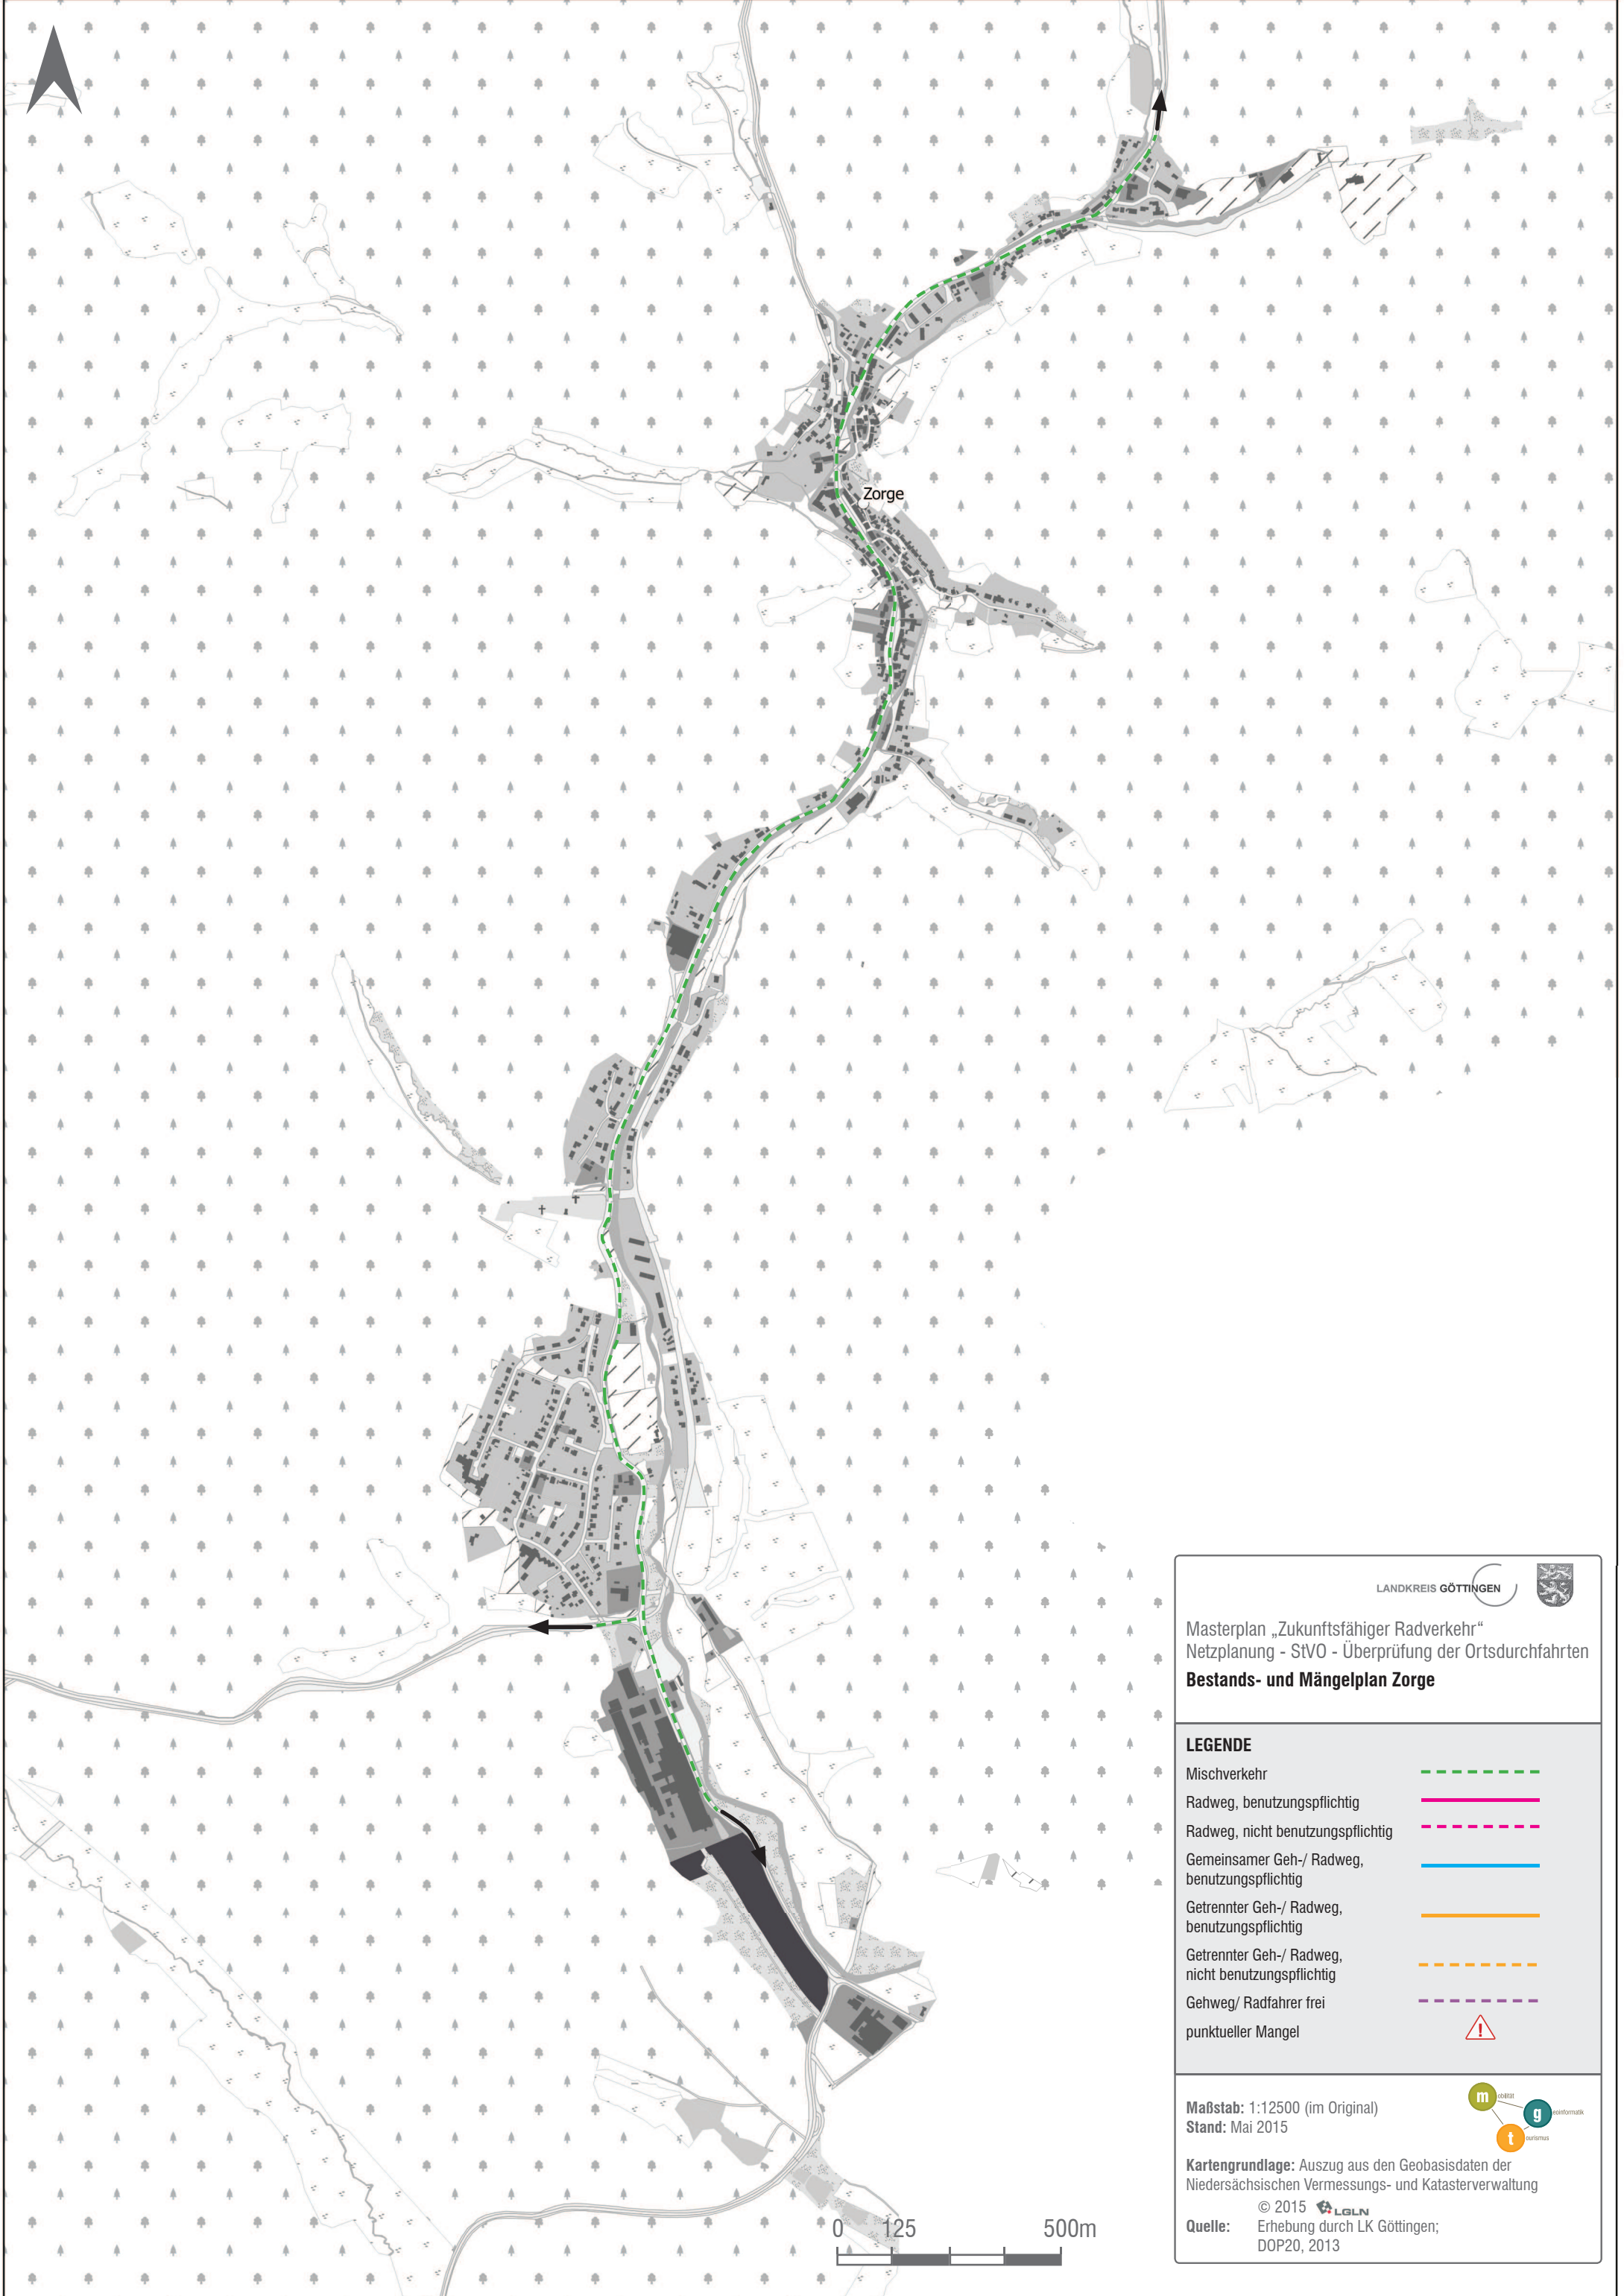 Zorge
LANDKREIS GÖTTINGEN
Masterplan „Zukunftsfähiger Radverkehr“
Netzplanung - StVO - Überprüfung der Ortsdurchfahrten
Bestands- und Mängelplan Zorge
LEGENDE
Mischverkehr
Radweg, benutzungspflichtig
Radweg, nicht benutzungspflichtig
Gemeinsamer Geh-/ Radweg,
benutzungspflichtig
Getrennter Geh-/ Radweg,
benutzungspflichtig
Getrennter Geh-/ Radweg,
nicht benutzungspflichtig
Gehweg/ Radfahrer frei
punktueller Mangel
!
Maßstab: 1:12500 (im Original)
Stand: Mai 2015
m obilität
g eoinformatik
t ourismus
Kartengrundlage: Auszug aus den Geobasisdaten der
Niedersächsischen Vermessungs- und Katasterverwaltung
© 2015 LGLN
Quelle: Erhebung durch LK Göttingen;
DOP20, 2013
0 125 500m